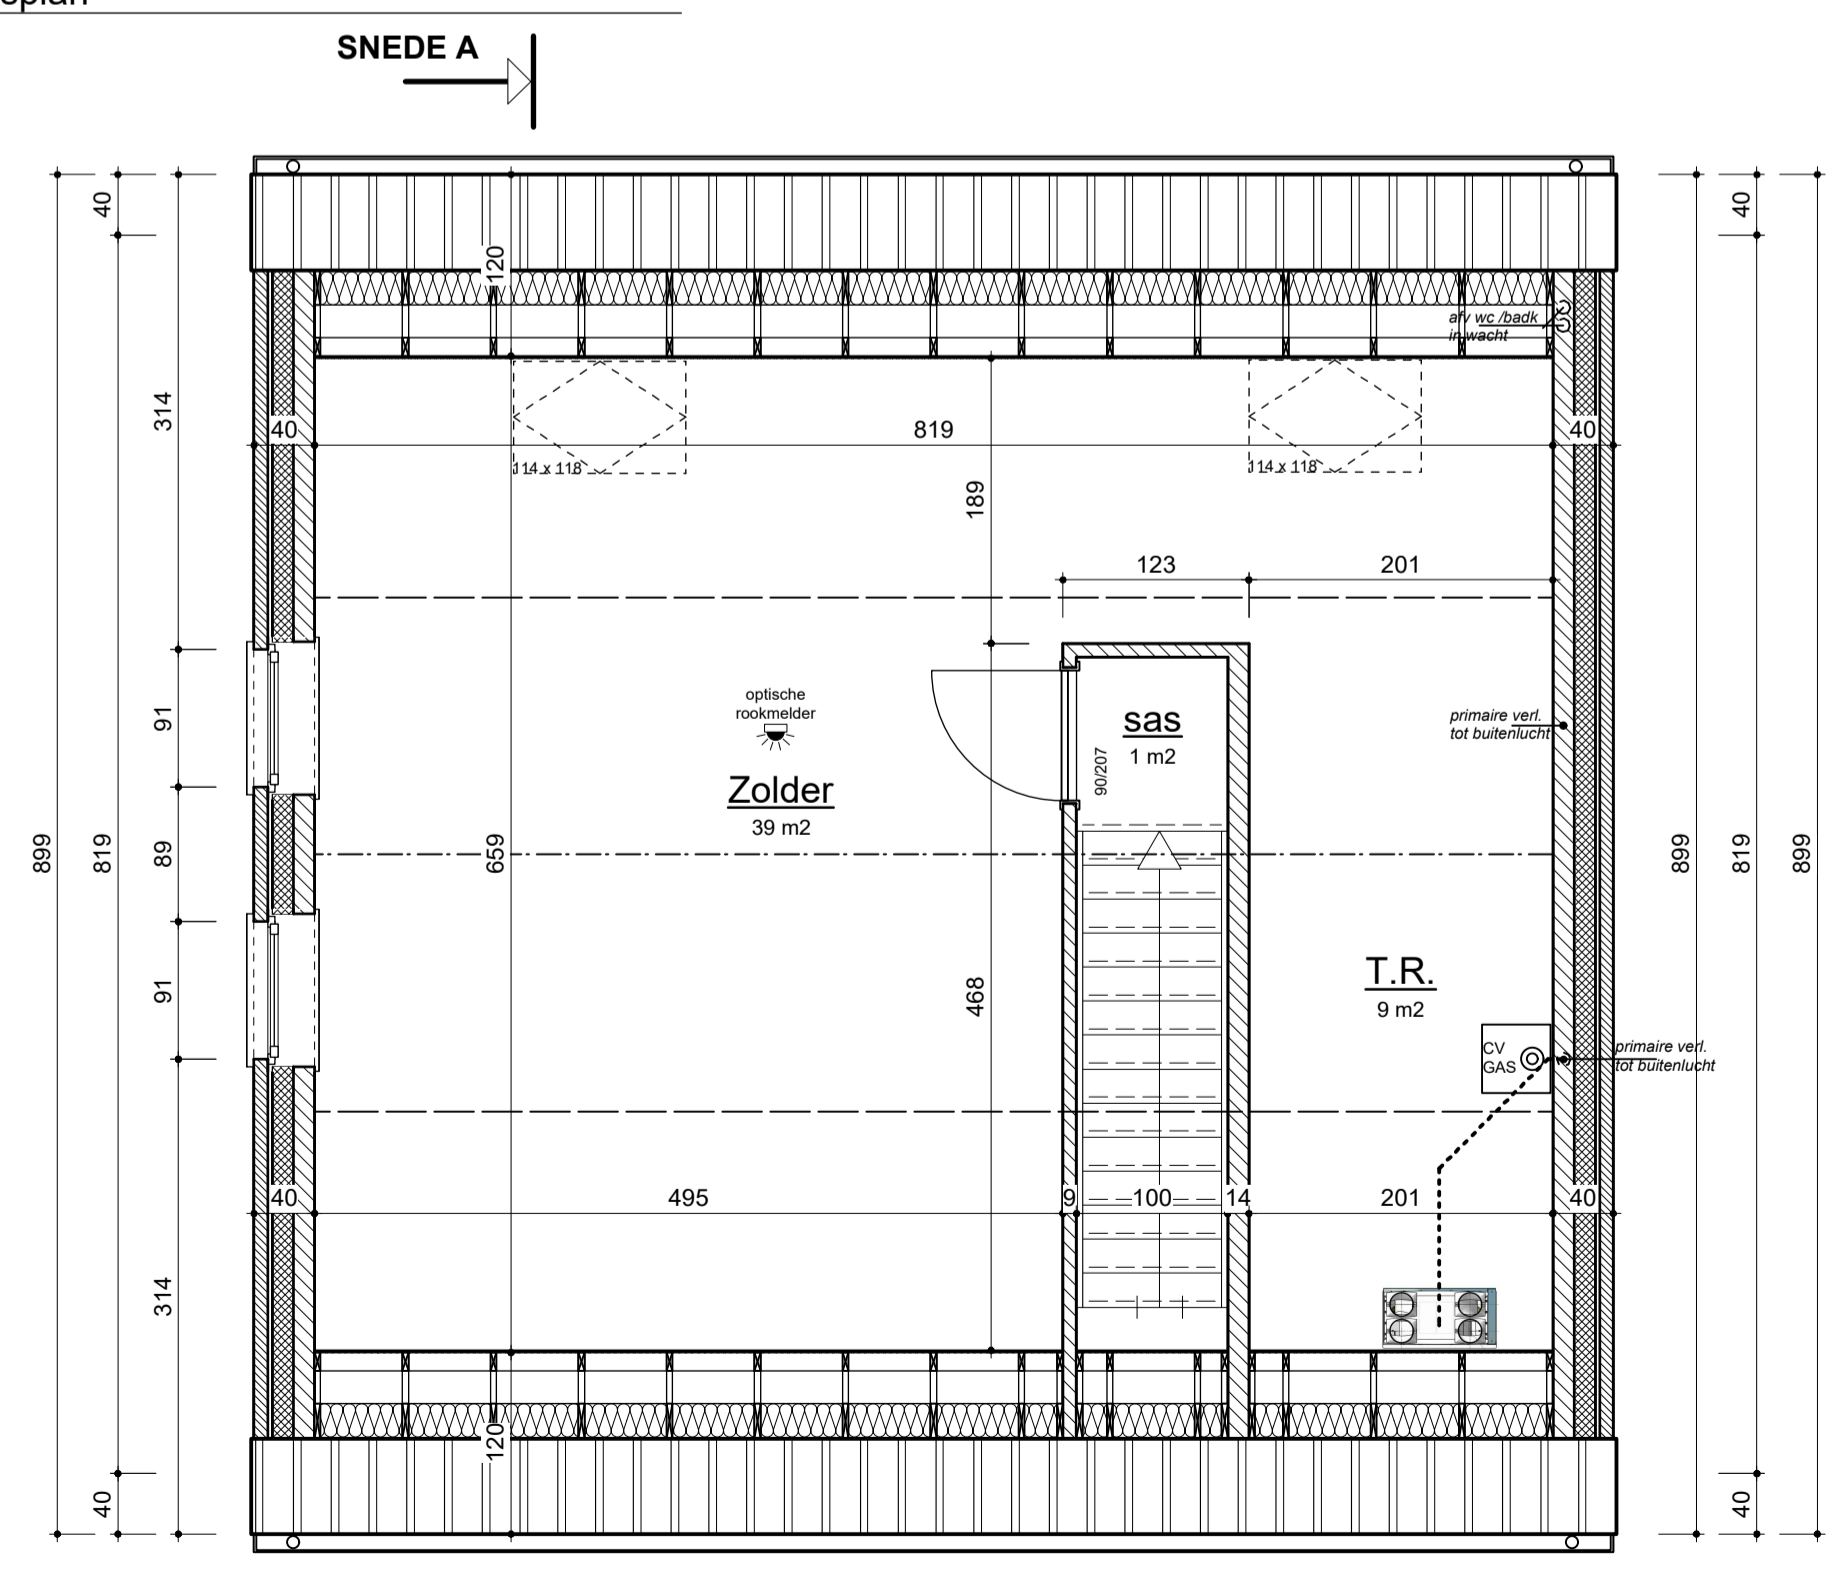 SNEDE A
40
40
120
afv wc /badk
in wacht
314
40
819
40
114 x 118
114 x 118
189
123
201
optische
rookmelder
91
sas
1 m2
primaire verl.
tot buitenlucht
90/207
Zolder
39 m2
899
819
89
659
899
819
899
T.R.
9 m2
91
468
CV
GAS
primaire verl.
tot buitenlucht
40
495
9
100
14
201
40
314
120
40
40